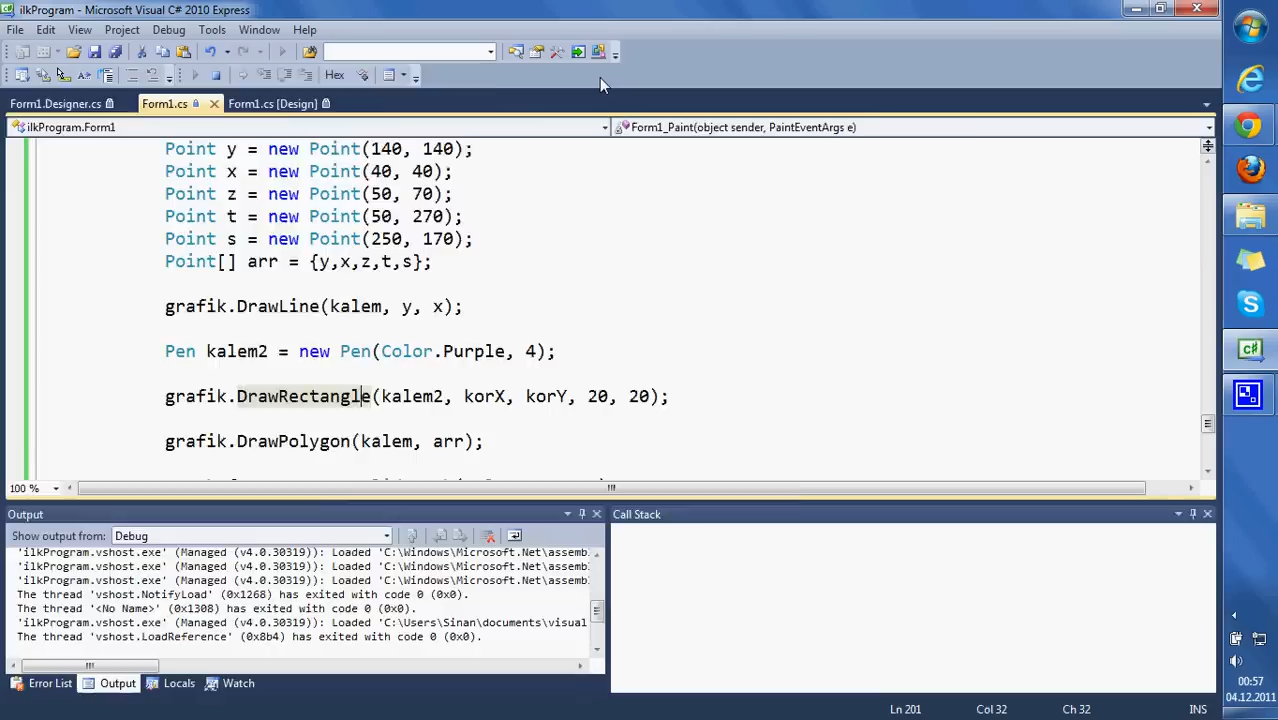 ilkProgram - Microsoft Visual C# 2010 Express
File Edit View Project Debug Tools Window Help
Hex
Form1.Designer.cs Form1.cs Form1.cs [Design]
ilkProgram.Form1 Form1_Paint(object sender, PaintEventArgs e)
Point y = new Point(140, 140);
Point x = new Point(40, 40);
Point z = new Point(50, 70);
Point t = new Point(50, 270);
Point s = new Point(250, 170);
Point[] arr = {y,x,z,t,s};
grafik.DrawLine(kalem, y, x);
Pen kalem2 = new Pen(Color.Purple, 4);
grafik.DrawRectangle(kalem2, korX, korY, 20, 20);
grafik.DrawPolygon(kalem, arr);
100 %
Output
Call Stack
Show output from: Debug
'ilkProgram.vshost.exe' (Managed (v4.0.30319)): Loaded 'C:\Windows\Microsoft.Net\assemb
'ilkProgram.vshost.exe' (Managed (v4.0.30319)): Loaded 'C:\Windows\Microsoft.Net\assemb
'ilkProgram.vshost.exe' (Managed (v4.0.30319)): Loaded 'C:\Windows\Microsoft.Net\assemb
The thread 'vshost.NotifyLoad' (0x1268) has exited with code 0 (0x0).
The thread '<No Name>' (0x1308) has exited with code 0 (0x0).
'ilkProgram.vshost.exe' (Managed (v4.0.30319)): Loaded 'C:\Users\Sinan\documents\visual
The thread 'vshost.LoadReference' (0x8b4) has exited with code 0 (0x0).
Error List Output Locals Watch
Ln 201 Col 32 Ch 32 INS
00:57
04.12.2011